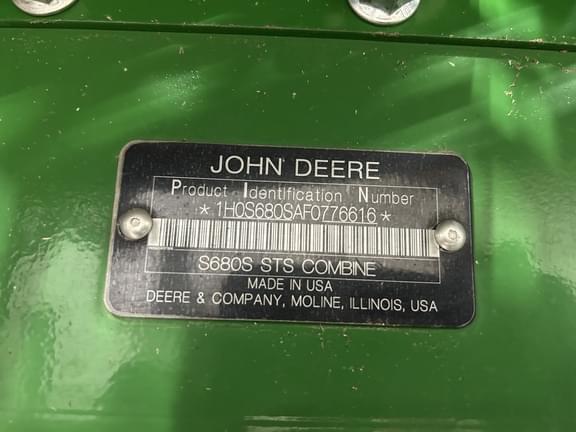 JOHN DEERE
Product Identification Number
*1H0S680SAF0776616*
S680S STS COMBINE
MADE IN USA
DEERE & COMPANY, MOLINE, ILLINOIS, USA